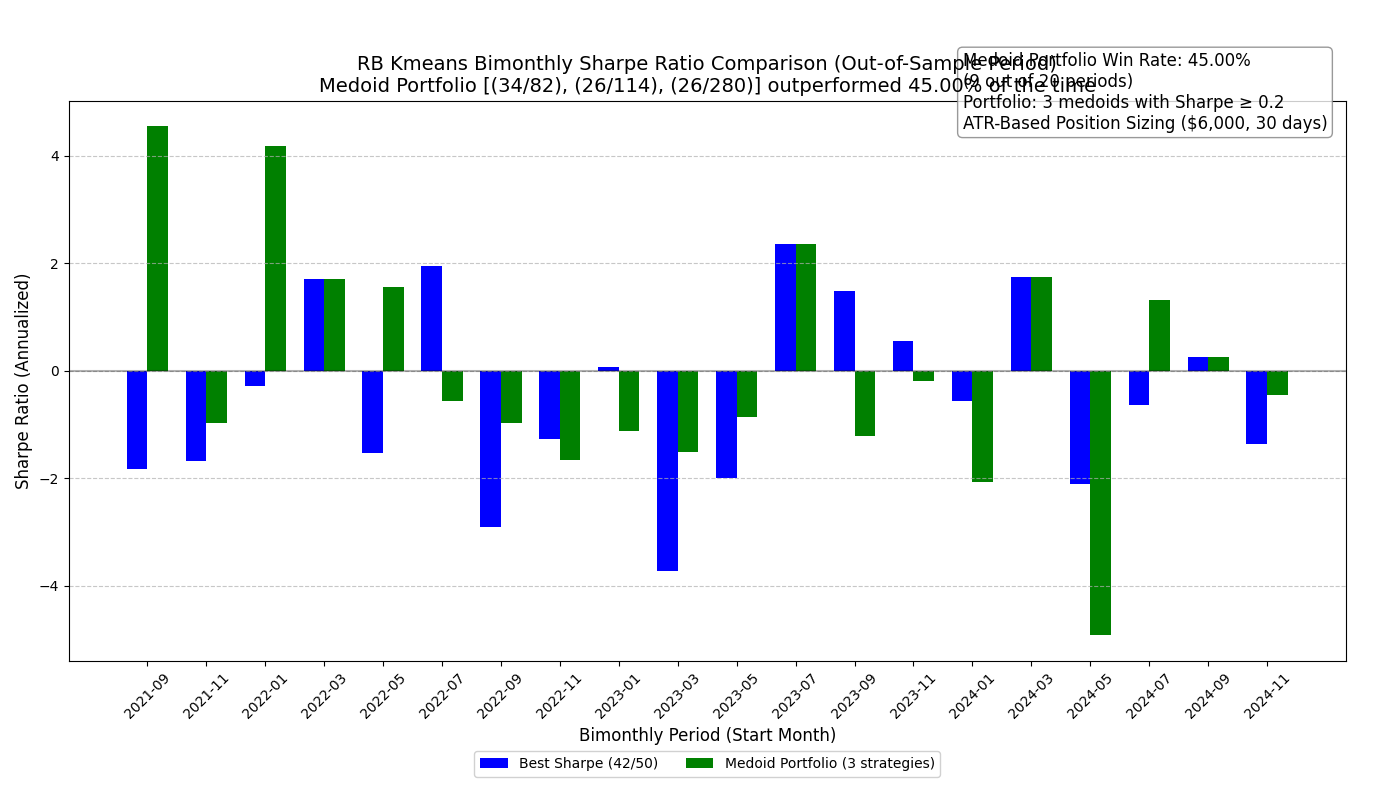 RB Kmeans Bimonthly Sharpe Ratio Comparison (Out-of-Sample Period)
Medoid Portfolio [(34/82), (26/114), (26/280)] outperformed 45.00% of the time
Medoid Portfolio Win Rate: 45.00%
(9 out of 20 periods)
Portfolio: 3 medoids with Sharpe ≥ 0.2
ATR-Based Position Sizing ($6,000, 30 days)
Sharpe Ratio (Annualized)
4
2
0
−2
−4
2021-09
2021-11
2022-01
2022-03
2022-05
2022-07
2022-09
2022-11
2023-01
2023-03
2023-05
2023-07
2023-09
2023-11
2024-01
2024-03
2024-05
2024-07
2024-09
2024-11
Bimonthly Period (Start Month)
Best Sharpe (42/50)
Medoid Portfolio (3 strategies)